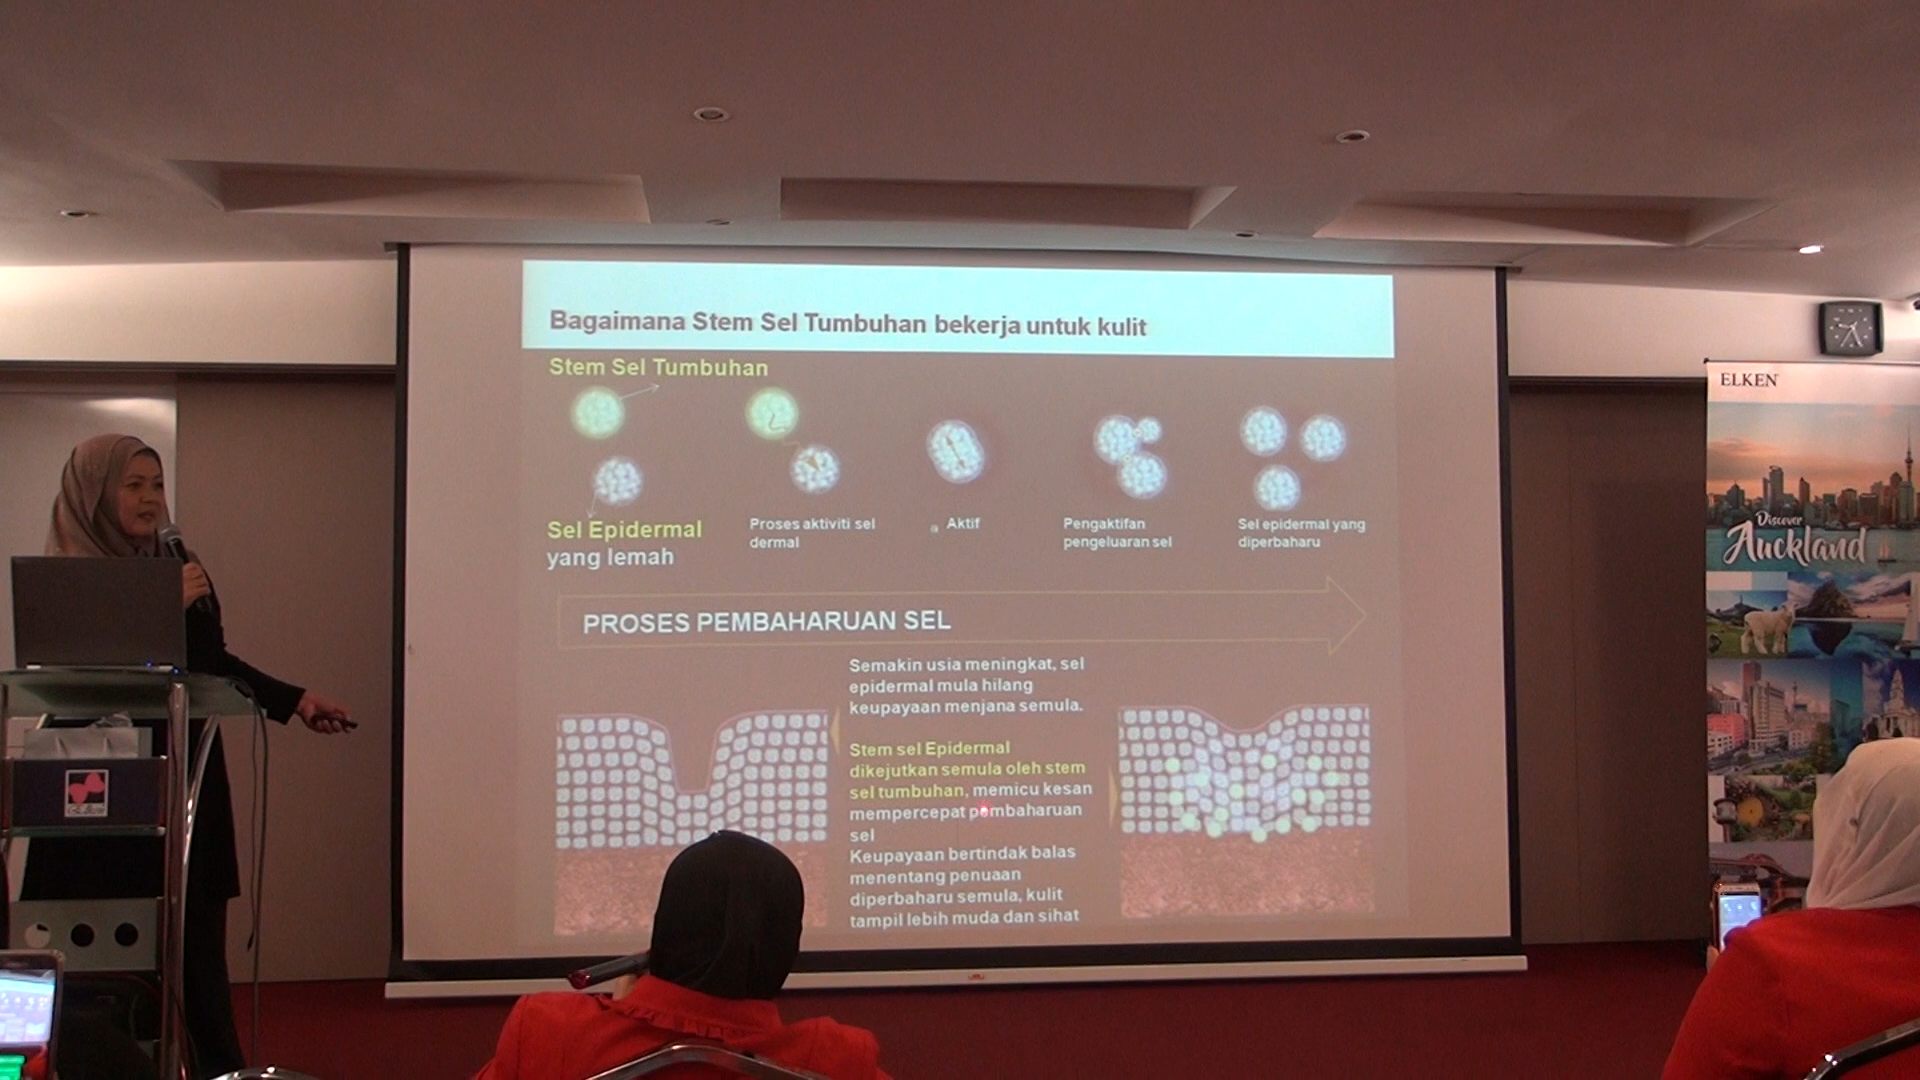 Bagaimana Stem Sel Tumbuhan bekerja untuk kulit
Stem Sel Tumbuhan
Sel Epidermal
yang lemah
Proses aktiviti sel
dermal
Aktif
Pengaktifan
pengeluaran sel
Sel epidermal yang
diperbaharu
PROSES PEMBAHARUAN SEL
Semakin usia meningkat, sel
epidermal mula hilang
keupayaan menjana semula.
Stem sel Epidermal
dikejutkan semula oleh stem
sel tumbuhan, memicu kesan
mempercepat pembaharuan
sel
Keupayaan bertindak balas
menentang penuaan
diperbaharu semula, kulit
tampil lebih muda dan sihat
ELKEN
Discover
Auckland